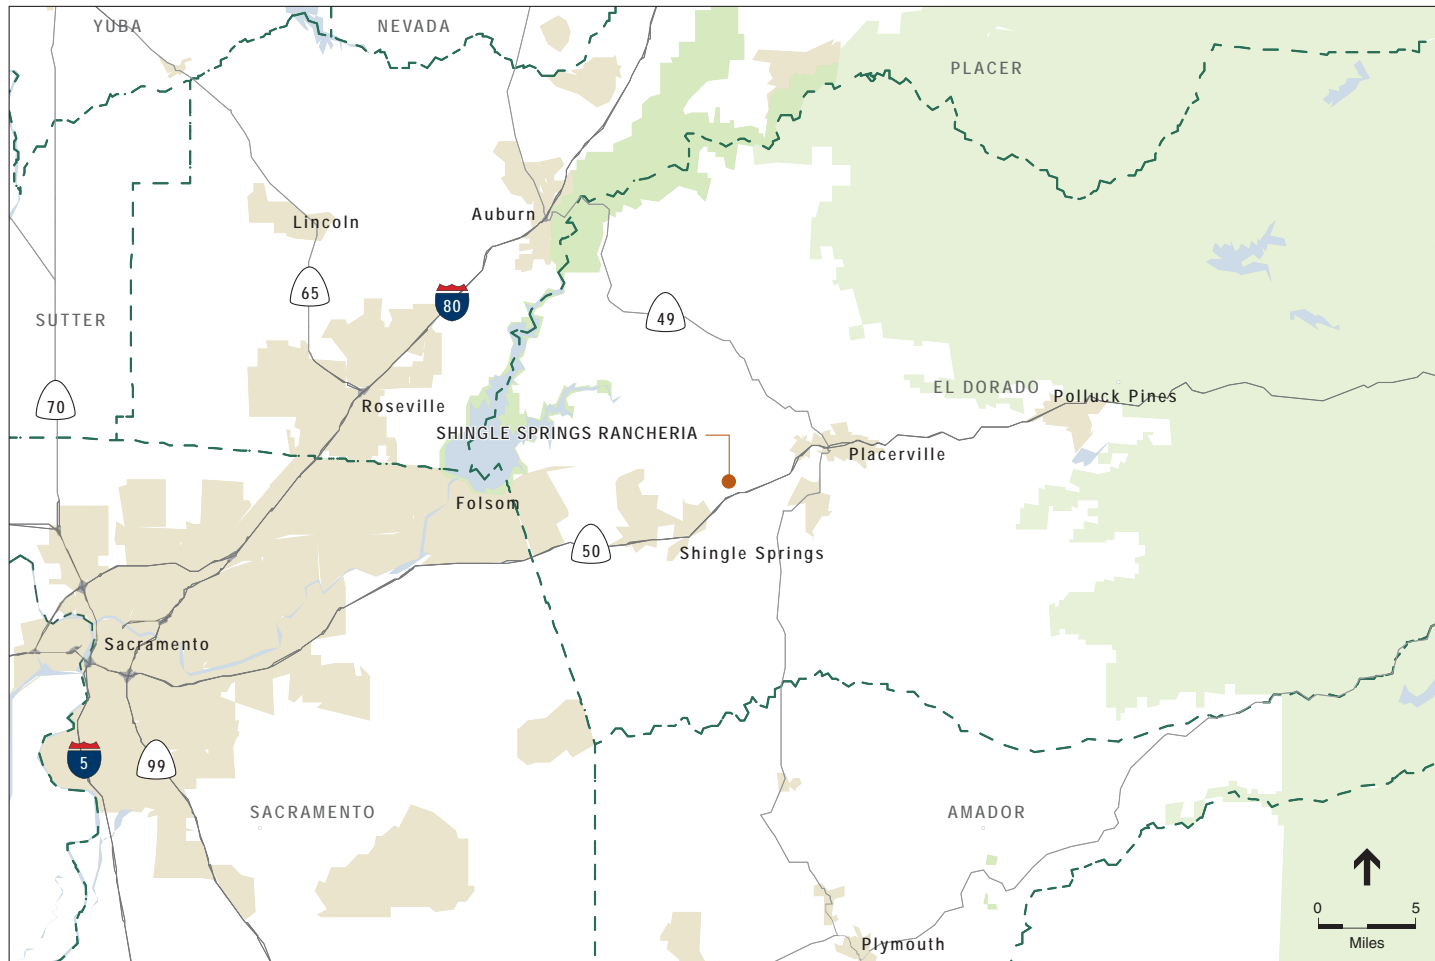 YUBA
NEVADA
PLACER
Lincoln
Auburn
65
80
49
SUTTER
70
EL DORADO
Polluck Pines
Roseville
SHINGLE SPRINGS RANCHERIA
Placerville
Folsom
50
Shingle Springs
Sacramento
5
99
SACRAMENTO
AMADOR
0 5
Miles
Plymouth